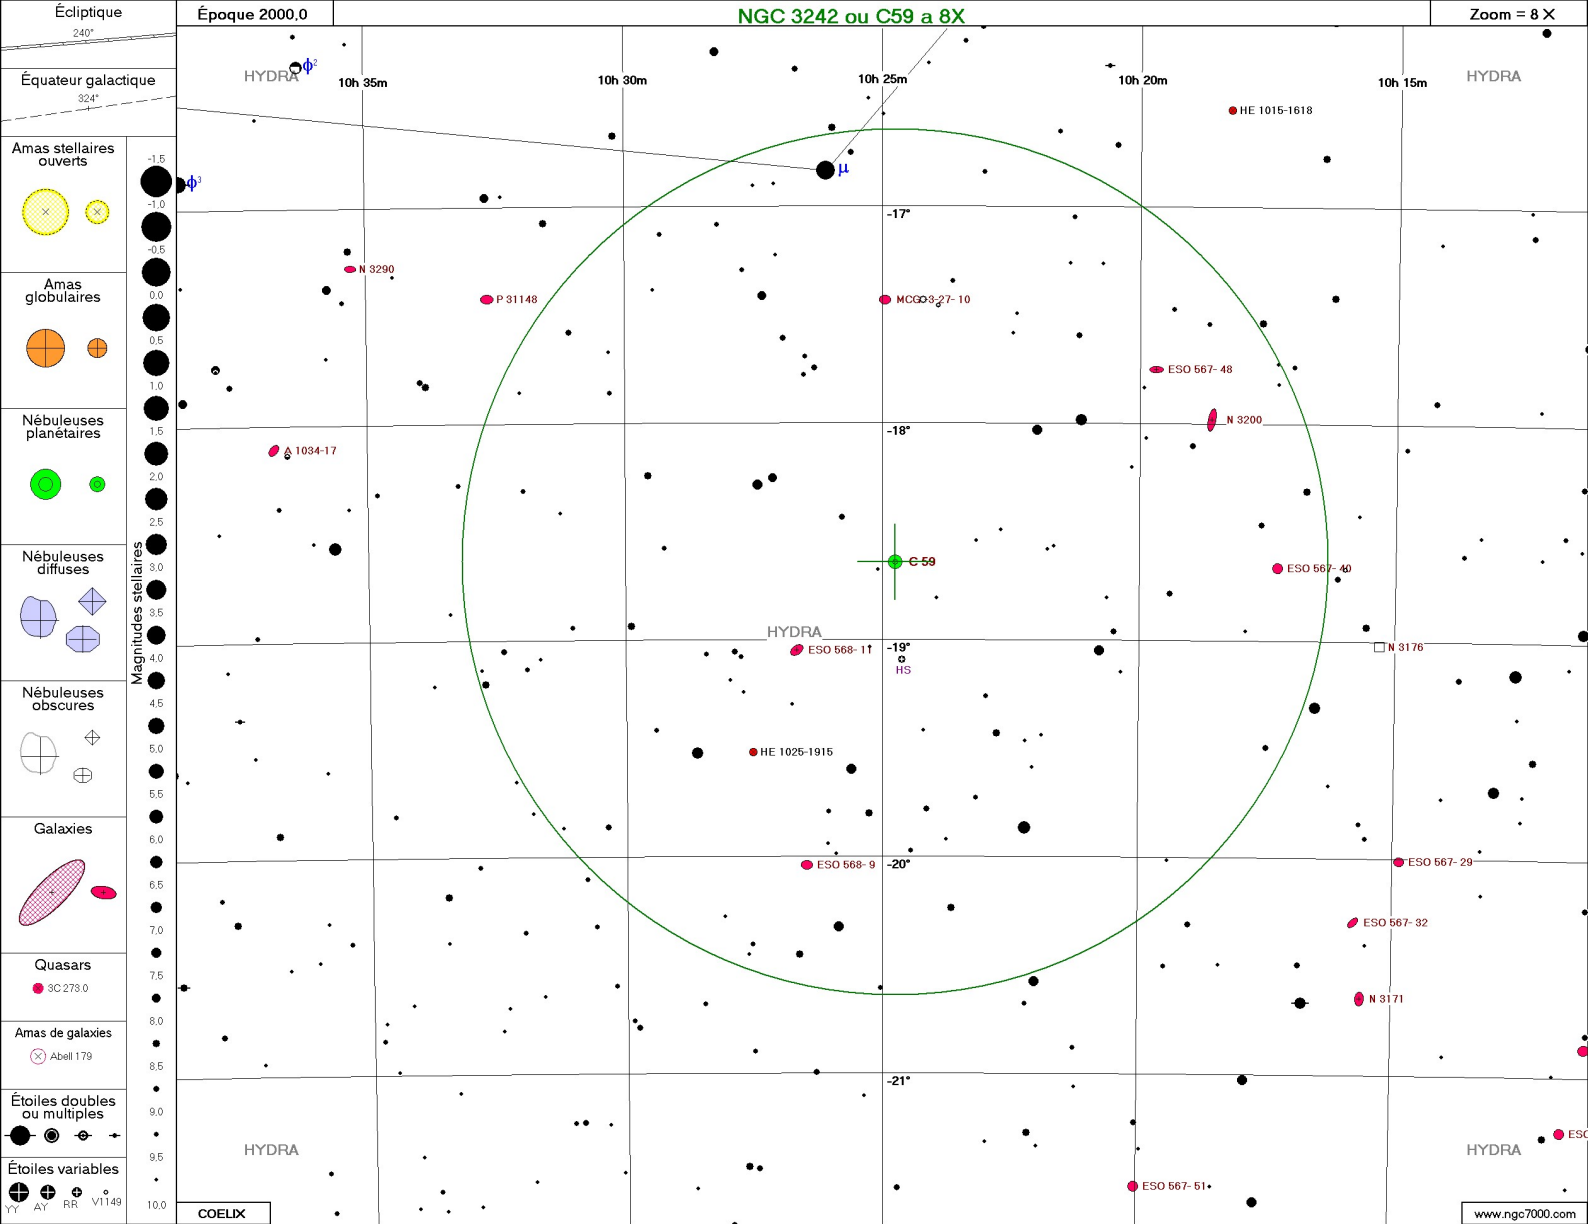 Écliptique
240°
Équateur galactique
324°
Époque 2000,0
NGC 3242 ou C59 a 8X
Zoom = 8 X
HYDRA
ϕ²
10h 35m
10h 30m
10h 25m
10h 20m
10h 15m
HYDRA
HE 1015-1618
μ
ϕ³
-17°
N 3290
P 31148
MCG-3-27-10
ESO 567-48
N 3200
-18°
A 1034-17
C 59
ESO 567-40
HYDRA
ESO 568-11
-19°
HS
N 3176
HE 1025-1915
ESO 568-9
-20°
ESO 567-29
ESO 567-32
N 3171
-21°
ESO
HYDRA
HYDRA
ESO 567-51
COELIX
www.ngc7000.com
Amas stellaires
ouverts
Amas
globulaires
Nébuleuses
planétaires
Nébuleuses
diffuses
Nébuleuses
obscures
Galaxies
Quasars
3C 273.0
Amas de galaxies
Abell 179
Étoiles doubles
ou multiples
Étoiles variables
YY
AY
RR
V1149
Magnitudes stellaires
-1.5
-1.0
-0.5
0.0
0.5
1.0
1.5
2.0
2.5
3.0
3.5
4.0
4.5
5.0
5.5
6.0
6.5
7.0
7.5
8.0
8.5
9.0
9.5
10.0